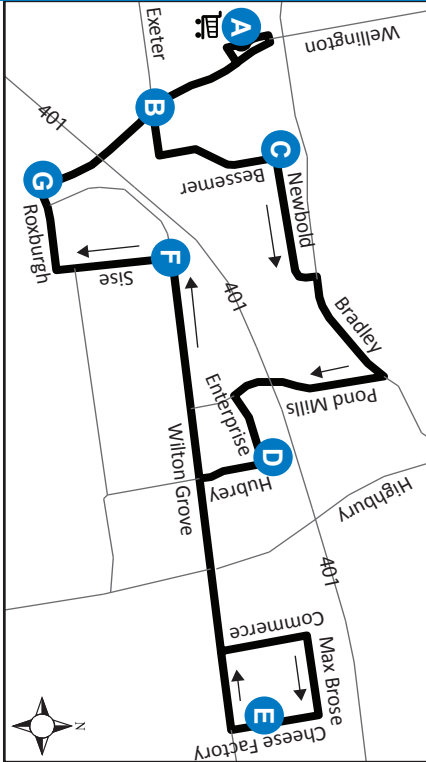 Wellington
A
Exeter
401
B
C
Bessemer
Newbold
G
Roxburgh
Sise
F
401
Bradley
Pond Mills
Enterprise
D
Hubrey
Wilton Grove
Highbury
401
Commerce
Max Brose
E
Cheese Factory
N